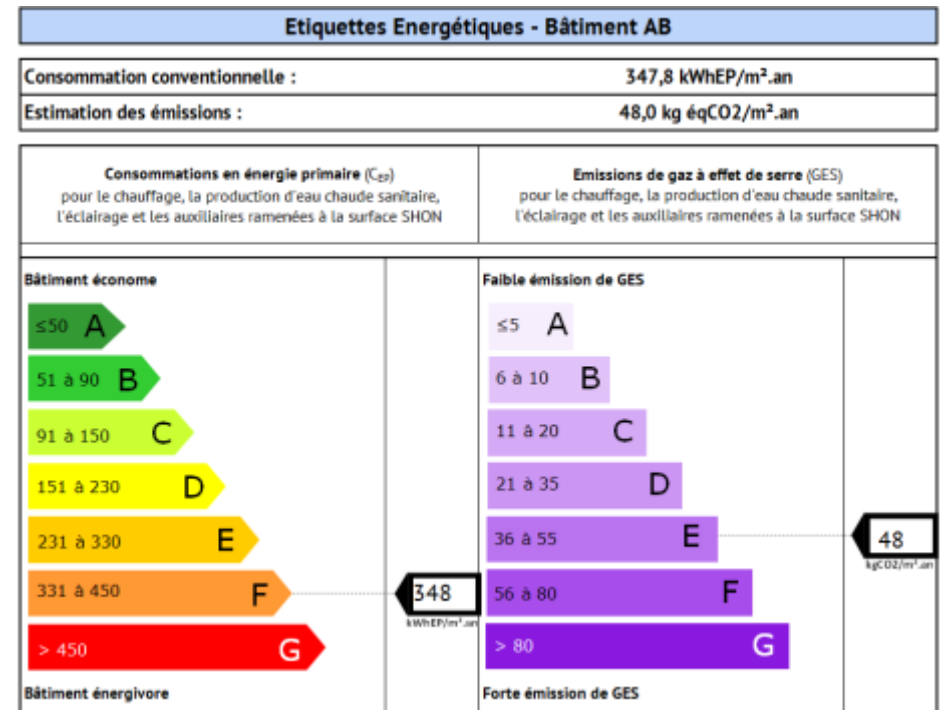 Etiquettes Energétiques - Bâtiment AB
Consommation conventionnelle : 347,8 kWhEP/m².an
Estimation des émissions : 48,0 kg éqCO2/m².an
Consommations en énergie primaire (CEP)
pour le chauffage, la production d'eau chaude sanitaire,
l'éclairage et les auxiliaires ramenées à la surface SHON
Emissions de gaz à effet de serre (GES)
pour le chauffage, la production d'eau chaude sanitaire,
l'éclairage et les auxiliaires ramenées à la surface SHON
Bâtiment économe
≤50 A
51 à 90 B
91 à 150 C
151 à 230 D
231 à 330 E
331 à 450 F
> 450 G
348
kWhEP/m².an
Bâtiment énergivore
Faible émission de GES
≤5 A
6 à 10 B
11 à 20 C
21 à 35 D
36 à 55 E
56 à 80 F
> 80 G
48
kgCO2/m².an
Forte émission de GES